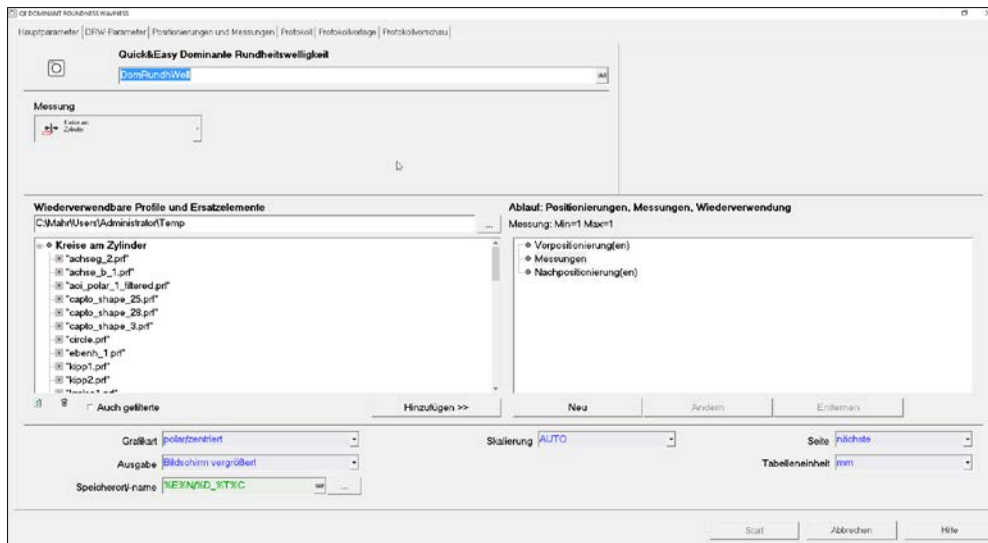 QE DOMINANT ROUNDNESS WAVINESS
Hauptparameter DRW-Parameter Positionierungen und Messungen Protokoll Protokollvorlage Protokollvorschau
Quick&Easy Dominante Rundheitswelligkeit
DomRundhWell
Messung
Kreise am
Zylinder
Wiederverwendbare Profile und Ersatzelemente
Ablauf: Positionierungen, Messungen, Wiederverwendung
C:\Mahr\Users\Administrator\Temp
...
Messung: Min=1 Max=1
Kreise am Zylinder
"achseg_2.prf"
"achse_b_1.prf"
"aoi_polar_1_filtered.prf"
"capto_shape_25.prf"
"capto_shape_28.prf"
"capto_shape_3.prf"
"circle.prf"
"ebenh_1.prf"
"kipp1.prf"
"kipp2.prf"
Vorpositionierung(en)
Messungen
Nachpositionierung(en)
Auch gefilterte
Hinzufügen >>
Neu
Ändern
Entfernen
Grafikart polar/zentriert
Skalierung AUTO
Seite nächste
Ausgabe Bildschirm vergrößert
Tabelleneinheit mm
Speicherort/-name %E%N/%D_%T%C
...
Start
Abbrechen
Hilfe